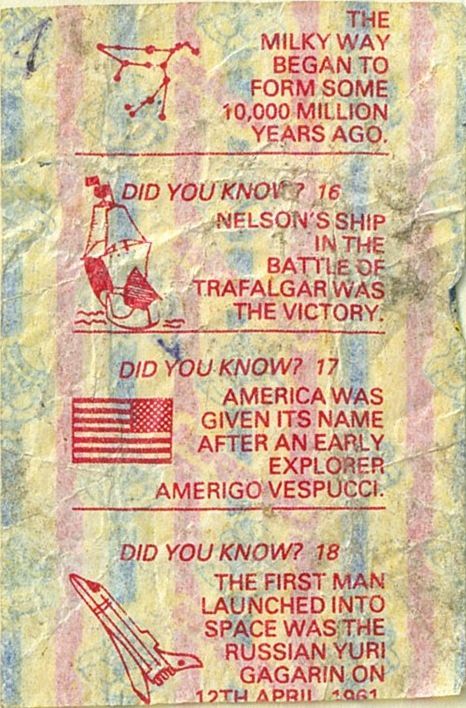 THE
MILKY WAY
BEGAN TO
FORM SOME
10,000 MILLION
YEARS AGO.
DID YOU KNOW? 16
NELSON'S SHIP
IN THE
BATTLE OF
TRAFALGAR WAS
THE VICTORY.
DID YOU KNOW? 17
AMERICA WAS
GIVEN ITS NAME
AFTER AN EARLY
EXPLORER
AMERIGO VESPUCCI.
DID YOU KNOW? 18
THE FIRST MAN
LAUNCHED INTO
SPACE WAS THE
RUSSIAN YURI
GAGARIN ON
12TH APRIL 1961